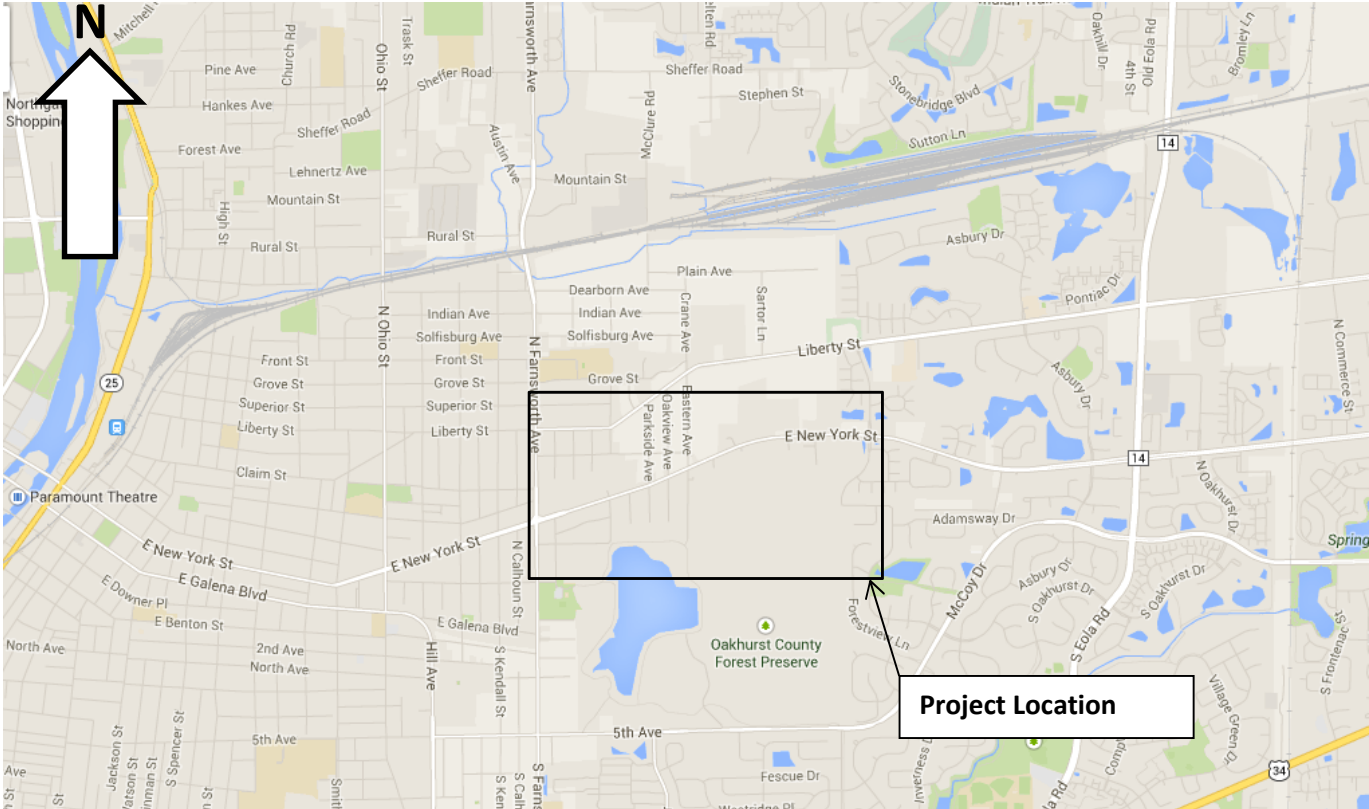 N
Mitchell
Church Rd
Trask St
Ohio St
Farnsworth Ave
Indian Trail
Oakhill Dr
4th St
Old Eola Rd
Bromley Ln
Pine Ave
Sheffer Road
Sheffer Road
Stephen St
Stonebridge Blvd
McClure Rd
Northgate
Shopping
Hankes Ave
Sheffer Road
Austin Ave
Sutton Ln
14
Forest Ave
Lehnertz Ave
Mountain St
Mountain St
High St
Rural St
Rural St
Asbury Dr
Plain Ave
Pontiac Dr
Dearborn Ave
Indian Ave
Indian Ave
Crane Ave
Sartor Ln
N Ohio St
Solfisburg Ave
Solfisburg Ave
N Farnsworth Ave
Liberty St
N Commerce St
Front St
Front St
Asbury Dr
25
Grove St
Grove St
Grove St
Superior St
Superior St
Liberty St
Liberty St
Parkside Ave
Oakview Ave
Eastern Ave
E New York St
14
Claim St
N Oakhurst Dr
Paramount Theatre
Adamsway Dr
E New York St
E New York St
N Calhoun St
Spring
E Galena Blvd
E Downer Pl
E Benton St
E Galena Blvd
McCoy Dr
Asbury Dr
S Oakhurst Dr
S Oakhurst Dr
Forestview Ln
S Eola Rd
S Frontenac St
North Ave
2nd Ave
North Ave
Hill Ave
S Kendall St
Oakhurst County
Forest Preserve
Project Location
Village Green Dr
5th Ave
5th Ave
Jackson St
S Spencer St
Fescue Dr
34
Ave